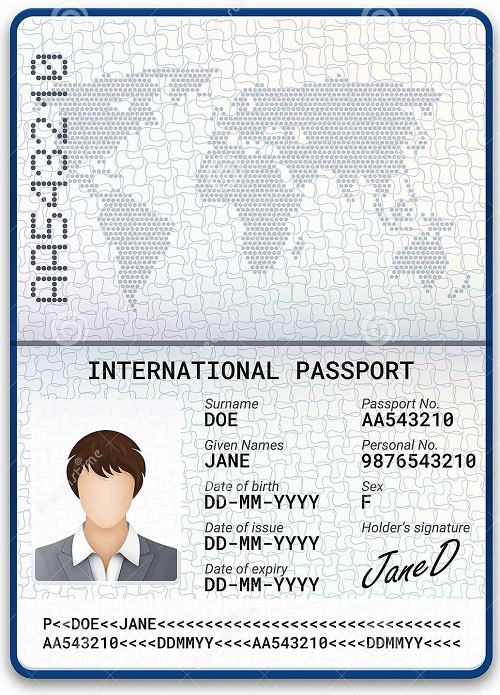 AA543210
INTERNATIONAL PASSPORT
Surname
DOE
Passport No.
AA543210
Given Names
JANE
Personal No.
9876543210
Date of birth
DD-MM-YYYY
Sex
F
Date of issue
DD-MM-YYYY
Holder's signature
Jane D
Date of expiry
DD-MM-YYYY
P<<DOE<<JANE<<<<<<<<<<<<<<<<<<<<<<<<<<<<<<<<
AA543210<<<<DDMMYY<<<<AA543210<<<<DDMMYY<<<<